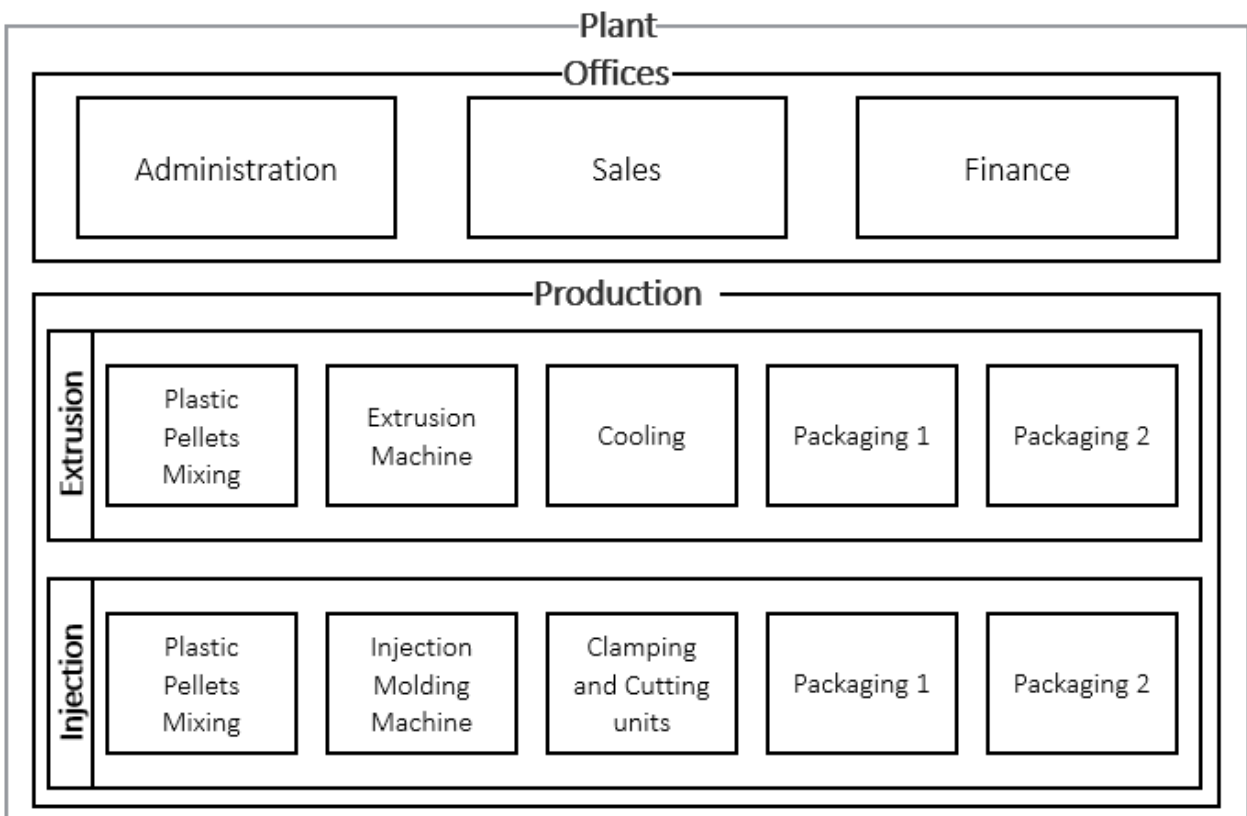 Plant
Offices
Administration
Sales
Finance
Production
Extrusion
Plastic
Pellets
Mixing
Extrusion
Machine
Cooling
Packaging 1
Packaging 2
Injection
Plastic
Pellets
Mixing
Injection
Molding
Machine
Clamping
and Cutting
units
Packaging 1
Packaging 2